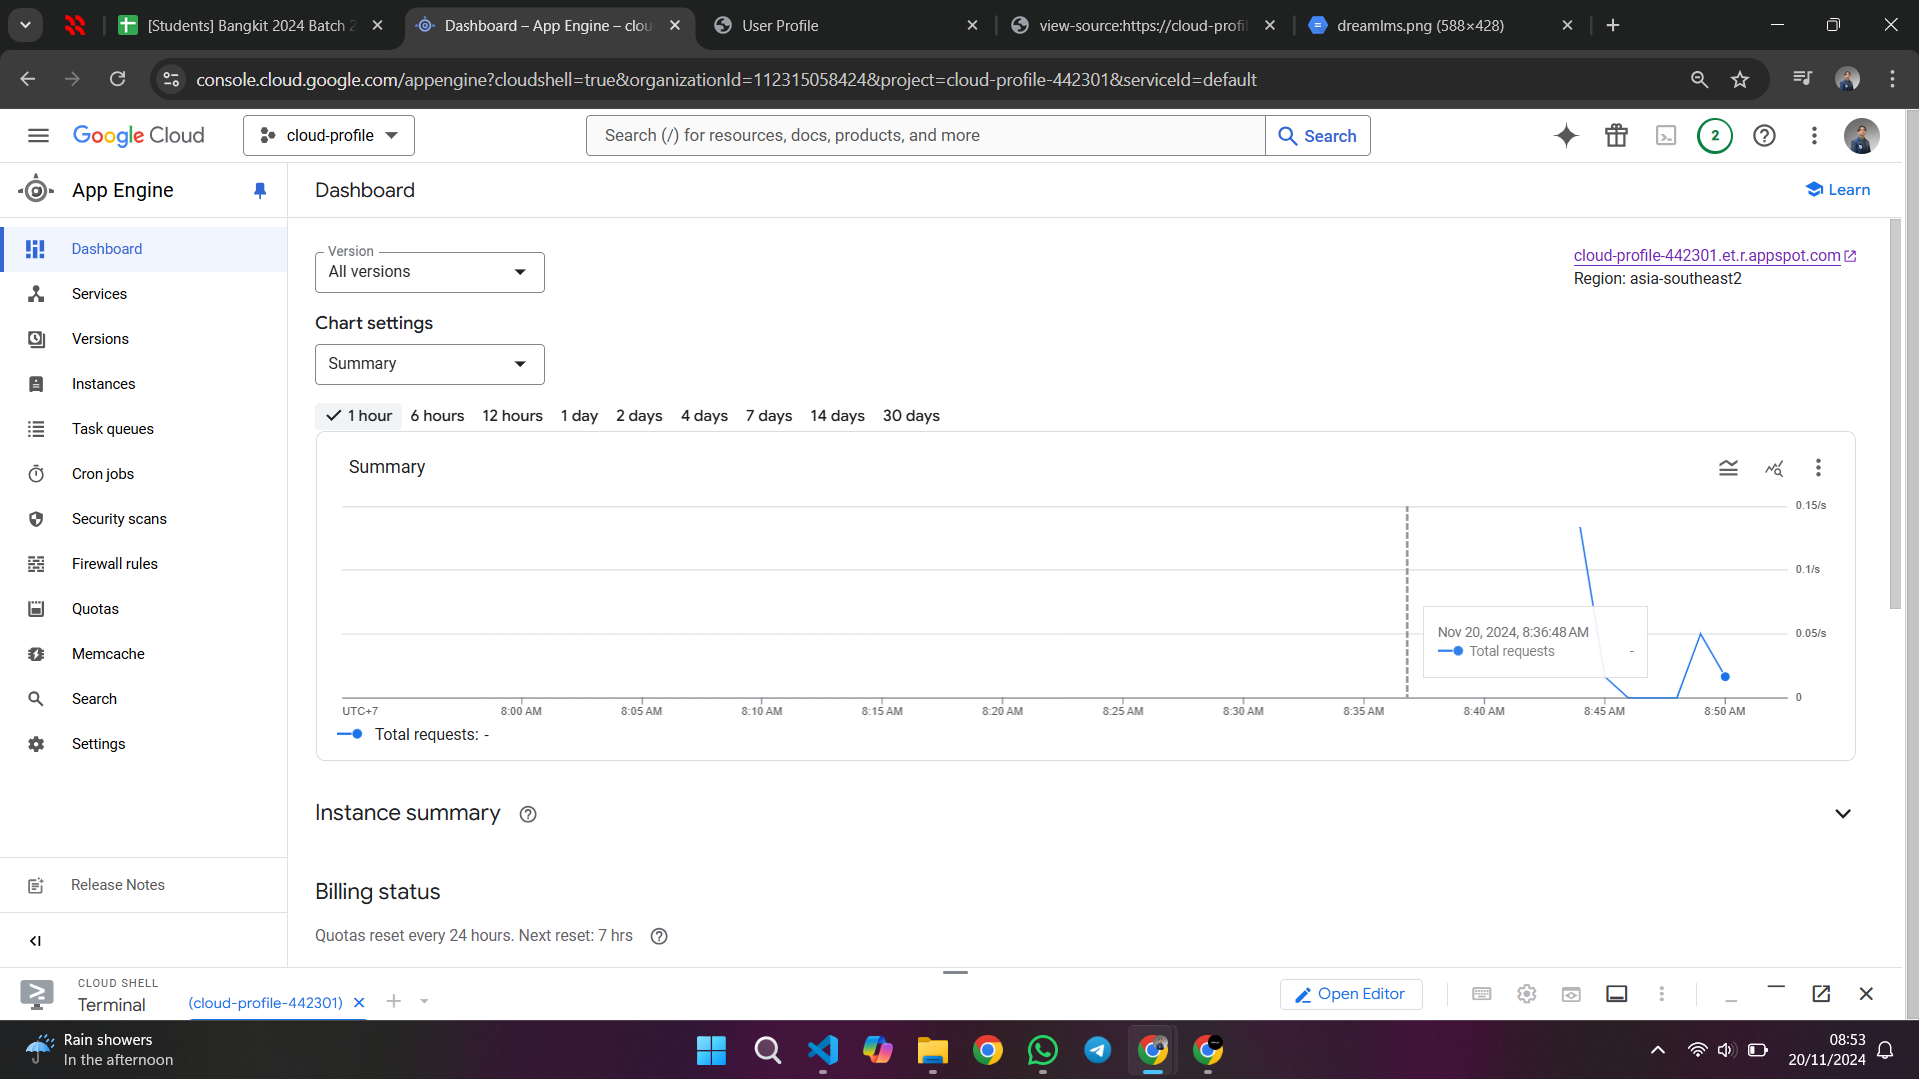 [Students] Bangkit 2024 Batch 2
Dashboard – App Engine – clou
User Profile
view-source:https://cloud-profil
dreamlms.png (588×428)
console.cloud.google.com/appengine?cloudshell=true&organizationId=112315058424&project=cloud-profile-442301&serviceId=default
Google Cloud
cloud-profile
Search (/) for resources, docs, products, and more
Search
2
App Engine
Dashboard
Learn
Dashboard
Services
Versions
Instances
Task queues
Cron jobs
Security scans
Firewall rules
Quotas
Memcache
Search
Settings
Release Notes
Version
All versions
cloud-profile-442301.et.r.appspot.com
Region: asia-southeast2
Chart settings
Summary
1 hour 6 hours 12 hours 1 day 2 days 4 days 7 days 14 days 30 days
Summary
0.15/s
0.1/s
0.05/s
0
Nov 20, 2024, 8:36:48 AM
Total requests -
UTC+7 8:00 AM 8:05 AM 8:10 AM 8:15 AM 8:20 AM 8:25 AM 8:30 AM 8:35 AM 8:40 AM 8:45 AM 8:50 AM
Total requests: -
Instance summary
Billing status
Quotas reset every 24 hours. Next reset: 7 hrs
CLOUD SHELL
Terminal
(cloud-profile-442301)
Open Editor
Rain showers
In the afternoon
08:53
20/11/2024